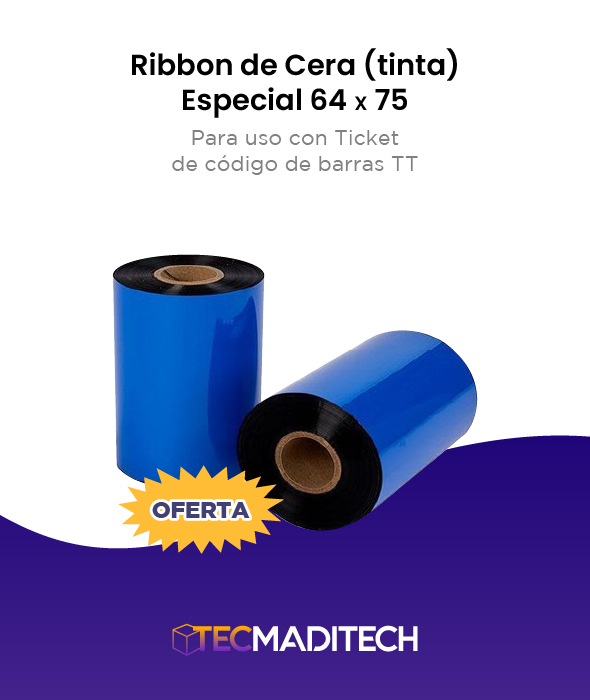 Ribbon de Cera (tinta)
Especial 64 x 75
Para uso con Ticket
de código de barras TT
OFERTA
TECMADITECH